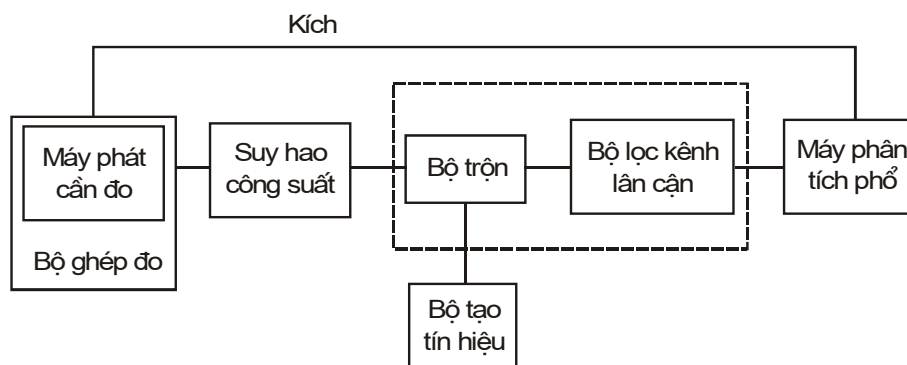 Kích
Máy phát
cần đo
Bộ ghép đo
Suy hao
công suất
Bộ trộn
Bộ lọc kênh
lân cận
Máy phân
tích phổ
Bộ tạo
tín hiệu